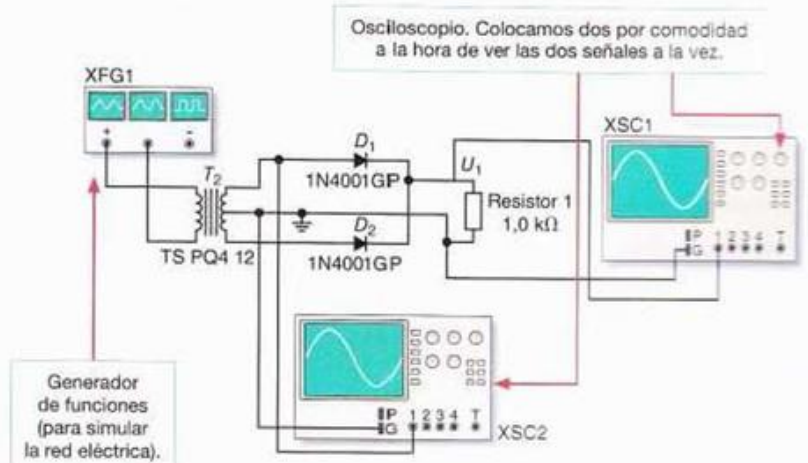 Osciloscopio. Colocamos dos por comodidad
a la hora de ver las dos señales a la vez.
XFG1
+
-
XSC1
D1
1N4001GP
U1
T2
Resistor 1
1,0 kΩ
D2
1N4001GP
TS PQ4 12
P
G
1 2 3 4 T
Generador
de funciones
(para simular
la red eléctrica).
P
G
1 2 3 4 T
XSC2